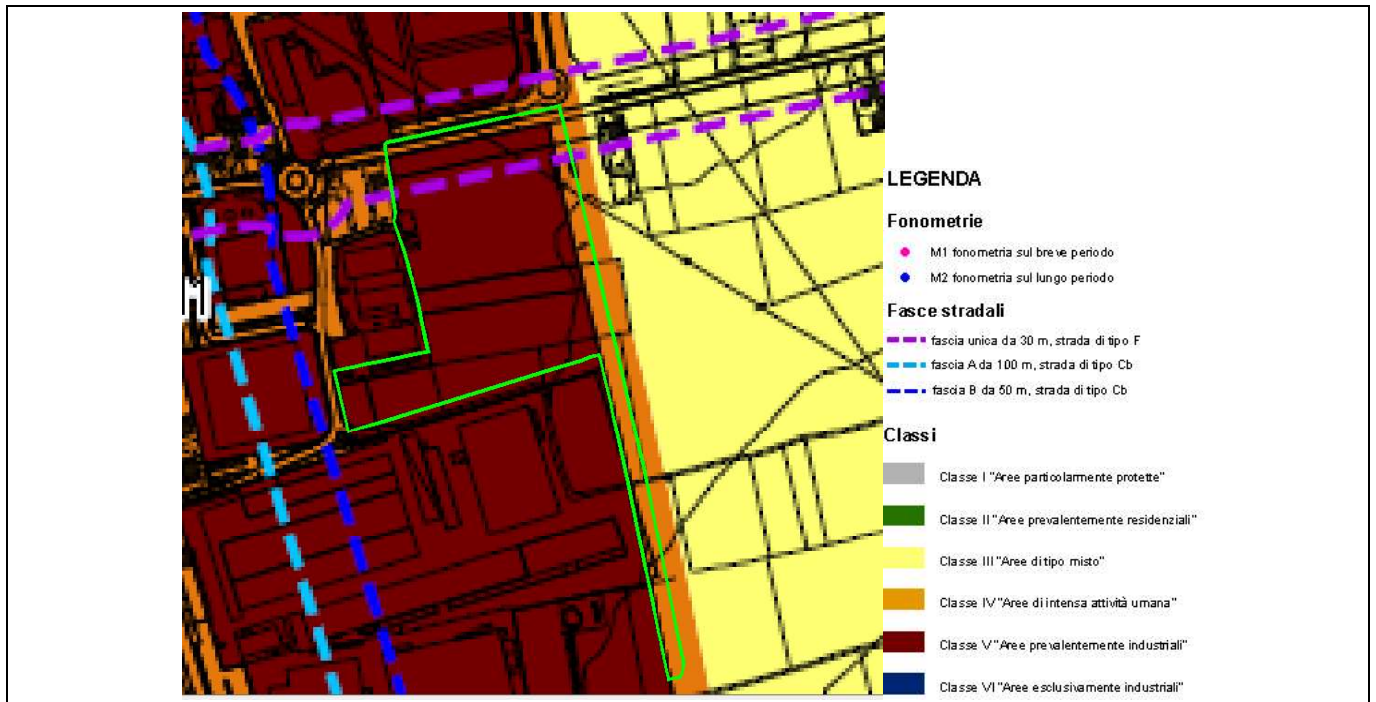 M
LEGENDA
Fonometrie
M1 fonometria sul breve periodo
M2 fonometria sul lungo periodo
Fasce stradali
fascia unica da 30 m, strada di tipo F
fascia A da 100 m, strada di tipo Cb
fascia B da 50 m, strada di tipo Cb
Classi
Classe I "Aree particolarmente protette"
Classe II "Aree prevalentemente residenziali"
Classe III "Aree di tipo misto"
Classe IV "Aree di intensa attività umana"
Classe V "Aree prevalentemente industriali"
Classe VI "Aree esclusivamente industriali"